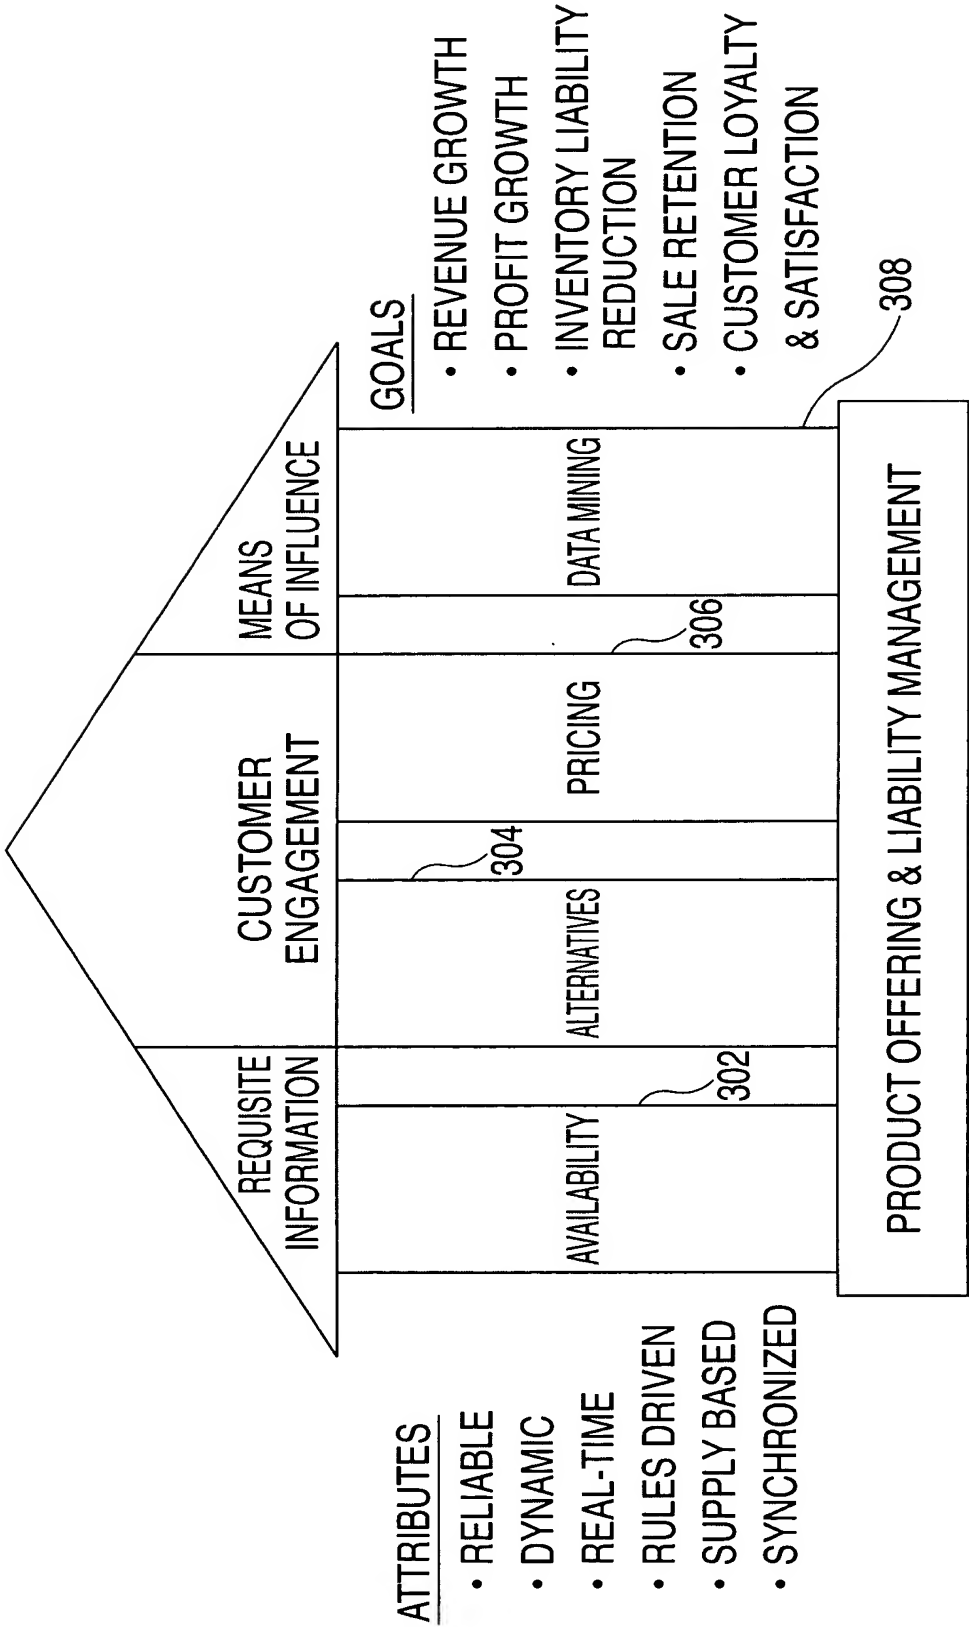 REQUISITE
INFORMATION
CUSTOMER
ENGAGEMENT
MEANS
OF INFLUENCE
ATTRIBUTES
• RELIABLE
• DYNAMIC
• REAL-TIME
• RULES DRIVEN
• SUPPLY BASED
• SYNCHRONIZED
AVAILABILITY
302
ALTERNATIVES
304
PRICING
306
DATA MINING
GOALS
• REVENUE GROWTH
• PROFIT GROWTH
• INVENTORY LIABILITY
REDUCTION
• SALE RETENTION
• CUSTOMER LOYALTY
& SATISFACTION
308
PRODUCT OFFERING & LIABILITY MANAGEMENT